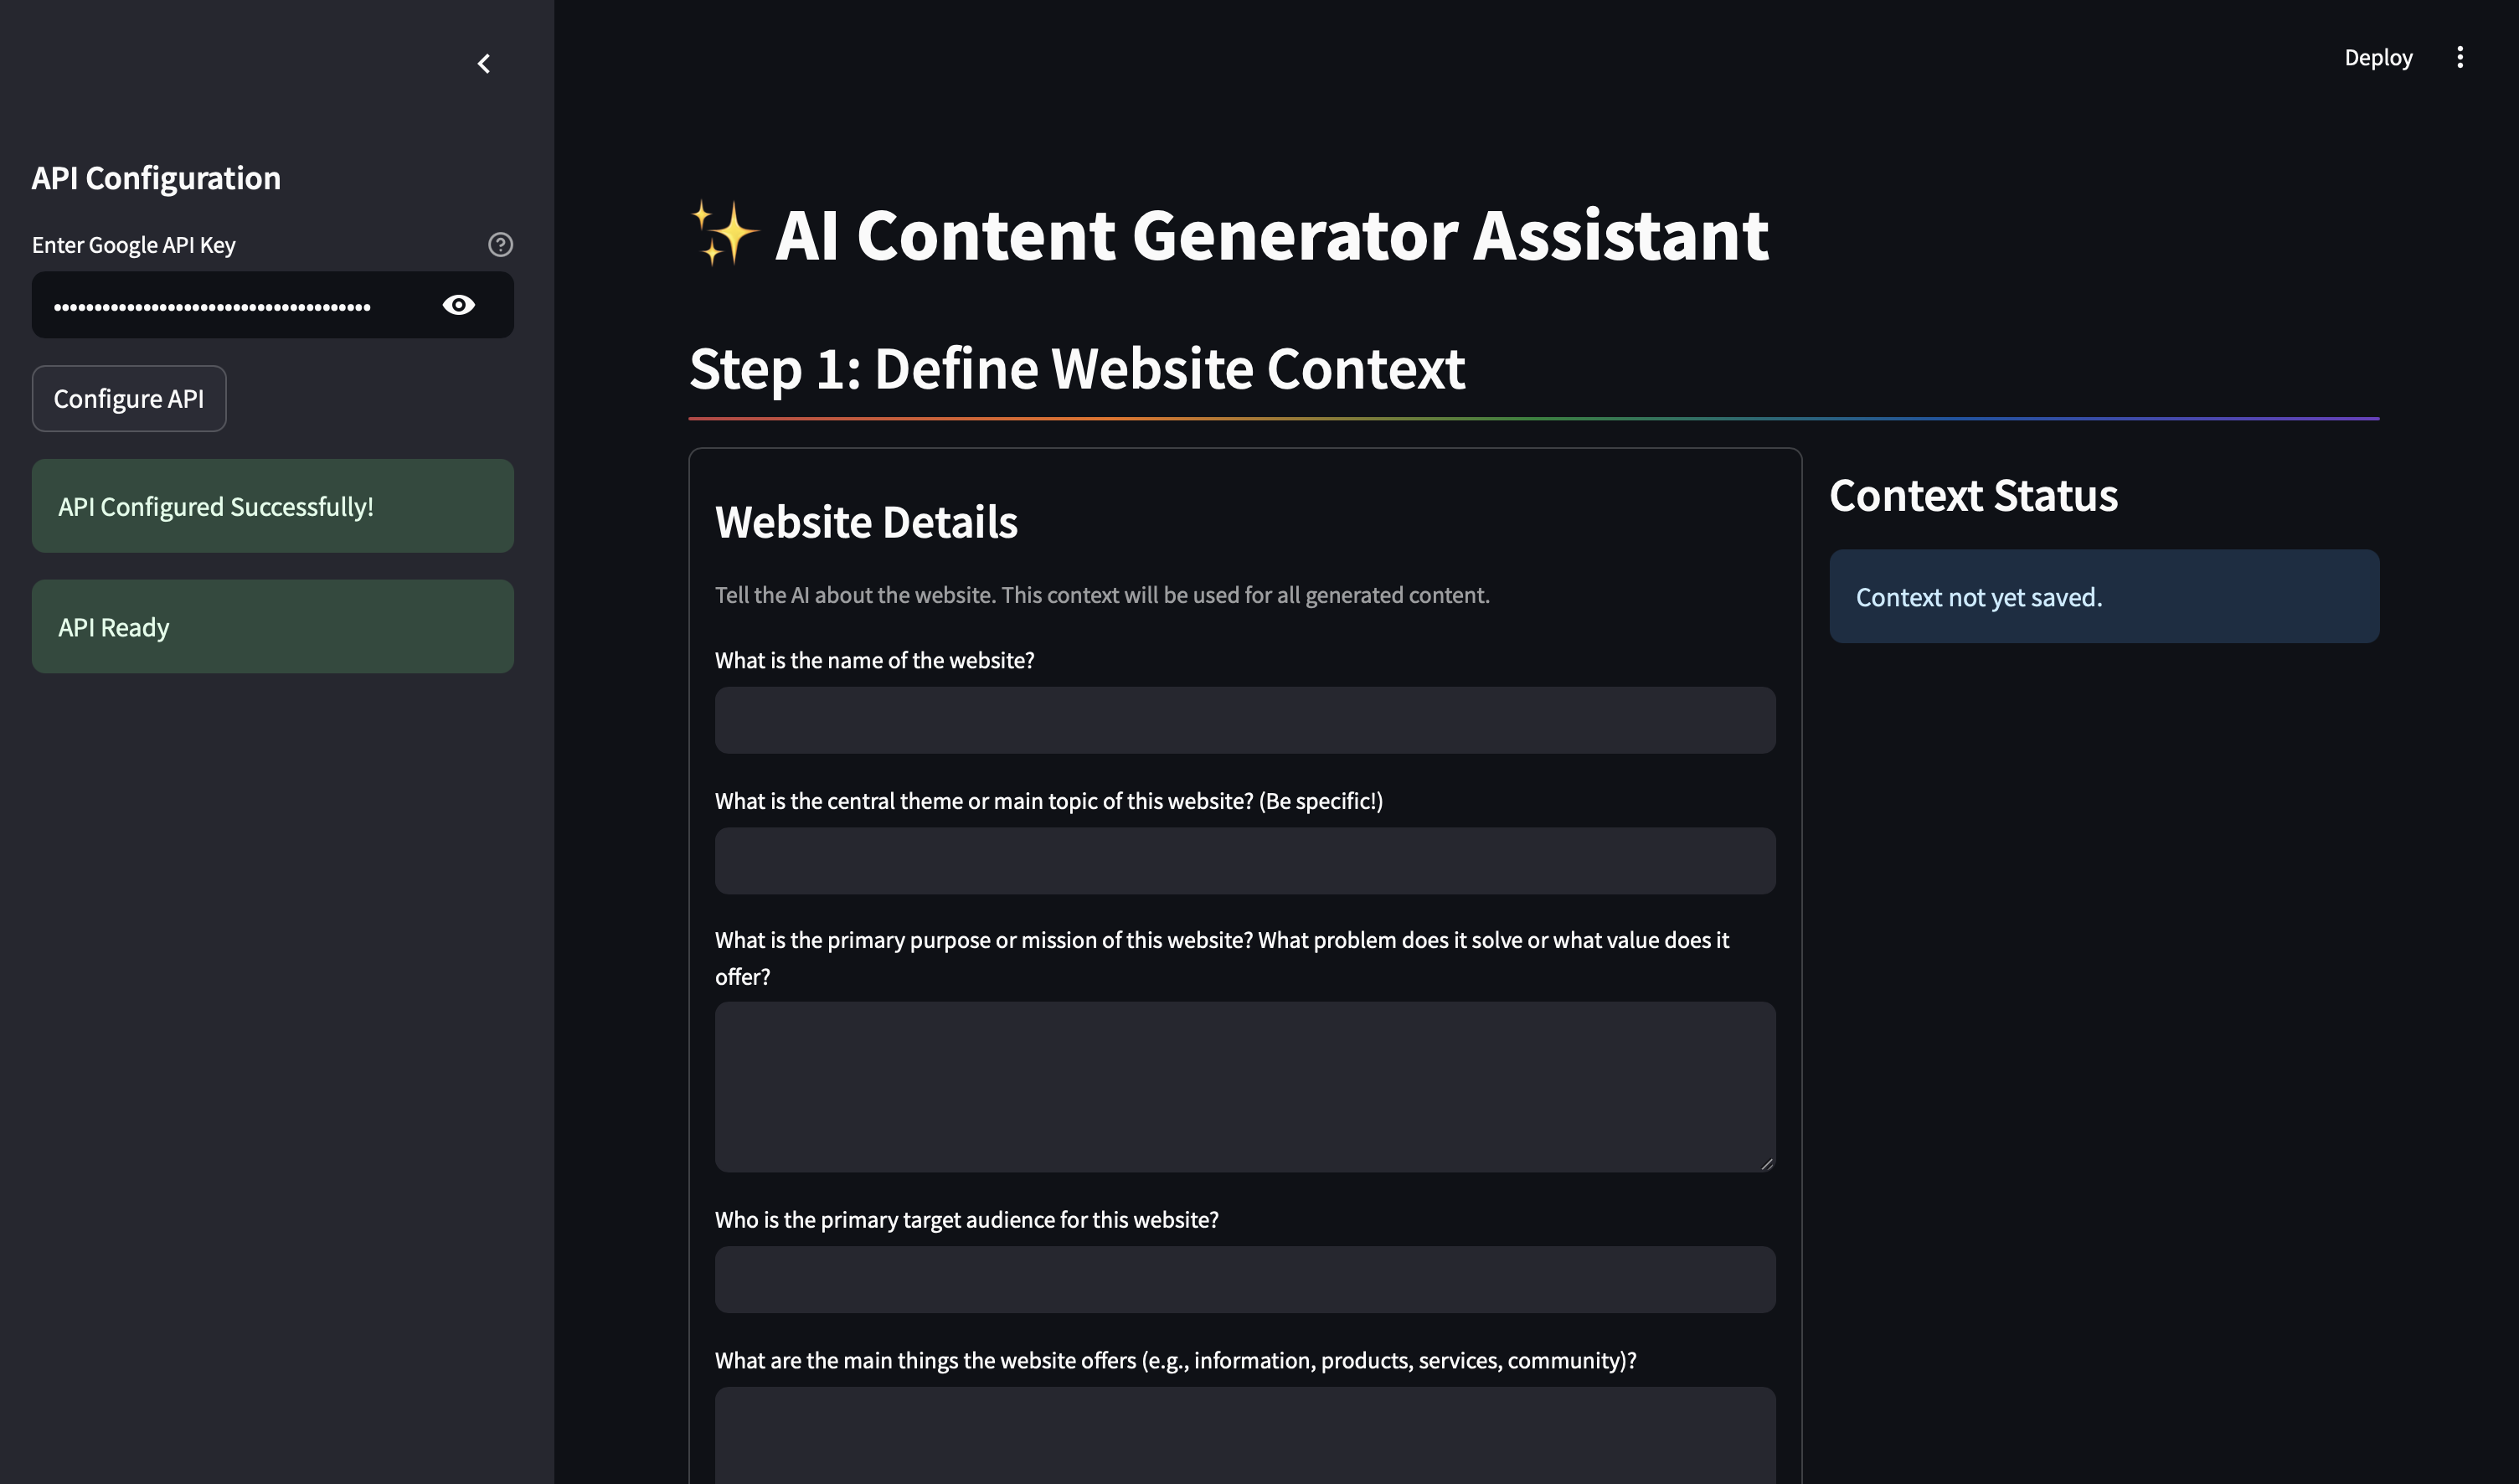 Deploy
API Configuration
Enter Google API Key
Configure API
API Configured Successfully!
API Ready
✨ AI Content Generator Assistant
Step 1: Define Website Context
Website Details
Tell the AI about the website. This context will be used for all generated content.
What is the name of the website?
What is the central theme or main topic of this website? (Be specific!)
What is the primary purpose or mission of this website? What problem does it solve or what value does it
offer?
Who is the primary target audience for this website?
What are the main things the website offers (e.g., information, products, services, community)?
Context Status
Context not yet saved.